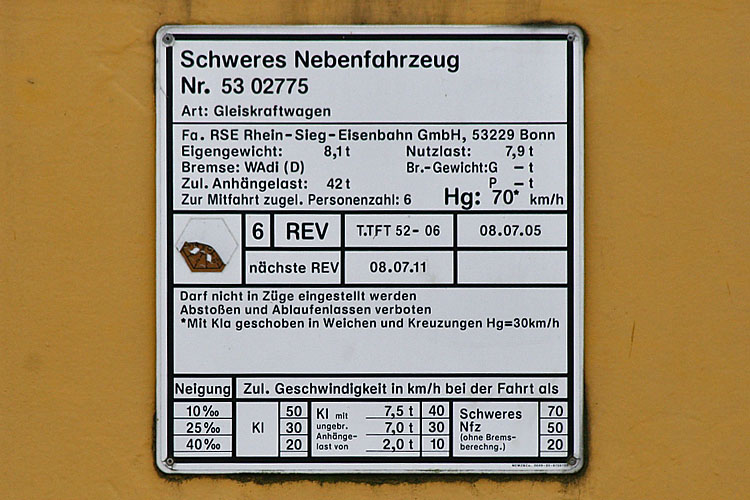 Schweres Nebenfahrzeug
Nr. 53 02775
Art: Gleiskraftwagen
Fa. RSE Rhein-Sieg-Eisenbahn GmbH, 53229 Bonn
Eigengewicht: 8,1 t Nutzlast: 7,9 t
Bremse: WAdi (D) Br.-Gewicht:G – t
Zul. Anhängelast: 42 t P – t
Zur Mitfahrt zugel. Personenzahl: 6 Hg: 70* km/h
6 REV T.TFT 52-06 08.07.05
nächste REV 08.07.11
Darf nicht in Züge eingestellt werden
Abstoßen und Ablaufenlassen verboten
*Mit Kla geschoben in Weichen und Kreuzungen Hg=30km/h
Neigung Zul. Geschwindigkeit in km/h bei der Fahrt als
10‰ Kl 50 Kl mit 7,5 t 40 Schweres 70
25‰ 30 ungebr. 7,0 t 30 Nfz 50
40‰ 20 Anhänge- 2,0 t 10 (ohne Brems- 20
last von berechng.)